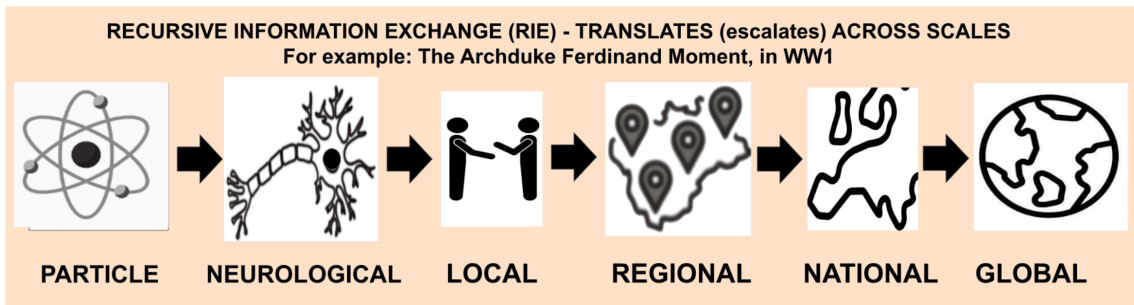 RECURSIVE INFORMATION EXCHANGE (RIE) - TRANSLATES (escalates) ACROSS SCALES
For example: The Archduke Ferdinand Moment, in WW1
PARTICLE NEUROLOGICAL LOCAL REGIONAL NATIONAL GLOBAL